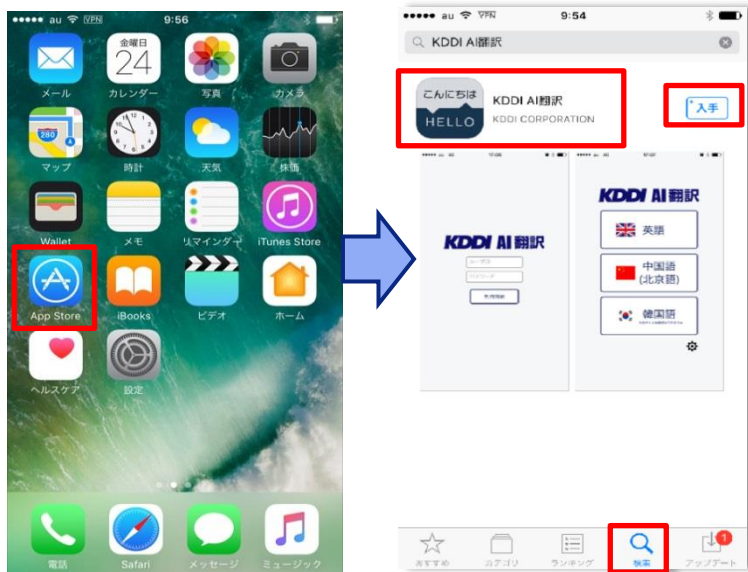 au VPN 9:56
金曜日
24
メール カレンダー 写真 カメラ
280
マップ 時計 天気 株価
Wallet メモ リマインダー iTunes Store
App Store iBooks ビデオ ホーム
ヘルスケア 設定
電話 Safari メッセージ ミュージック
au VPN 9:54
KDDI AI翻訳
こんにちは
HELLO
KDDI AI翻訳
KDDI CORPORATION
入手
KDDI AI 翻訳
KDDI AI 翻訳
英語
中国語
(北京語)
韓国語
おすすめ カテゴリ ランキング 検索 アップデート
1